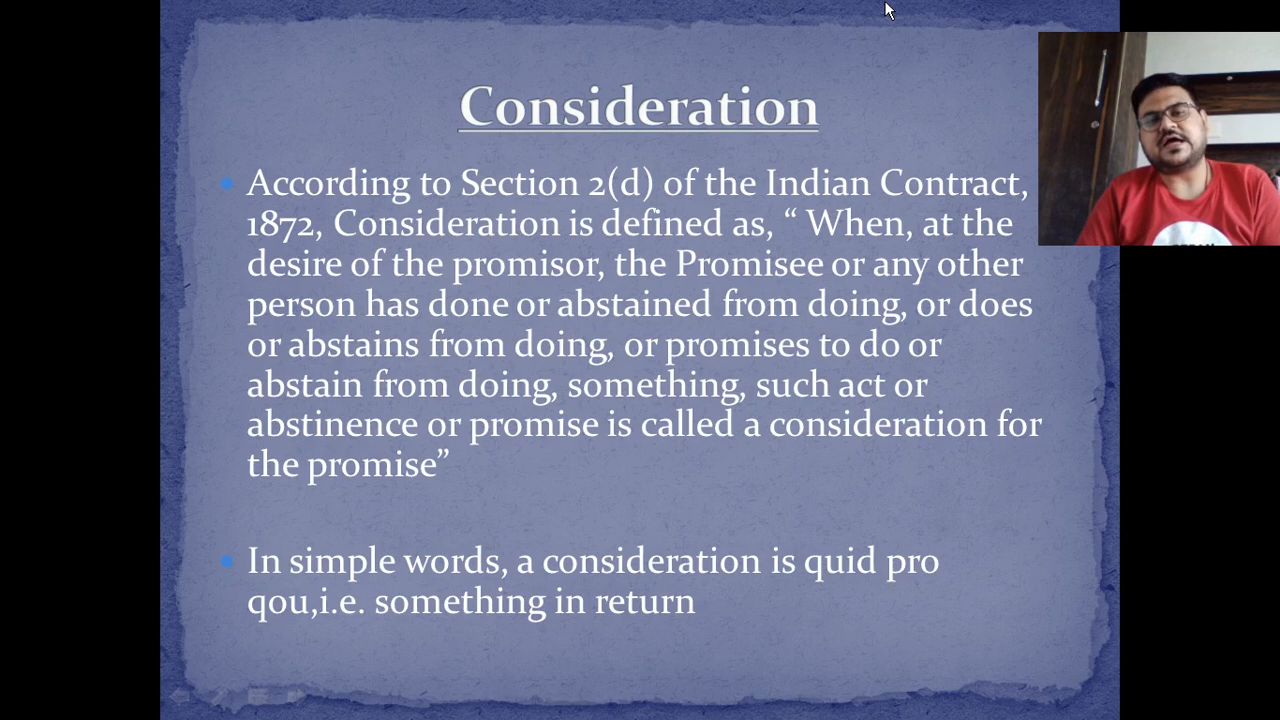 Consideration
According to Section 2(d) of the Indian Contract,
1872, Consideration is defined as, “ When, at the
desire of the promisor, the Promisee or any other
person has done or abstained from doing, or does
or abstains from doing, or promises to do or
abstain from doing, something, such act or
abstinence or promise is called a consideration for
the promise”
In simple words, a consideration is quid pro
qou,i.e. something in return